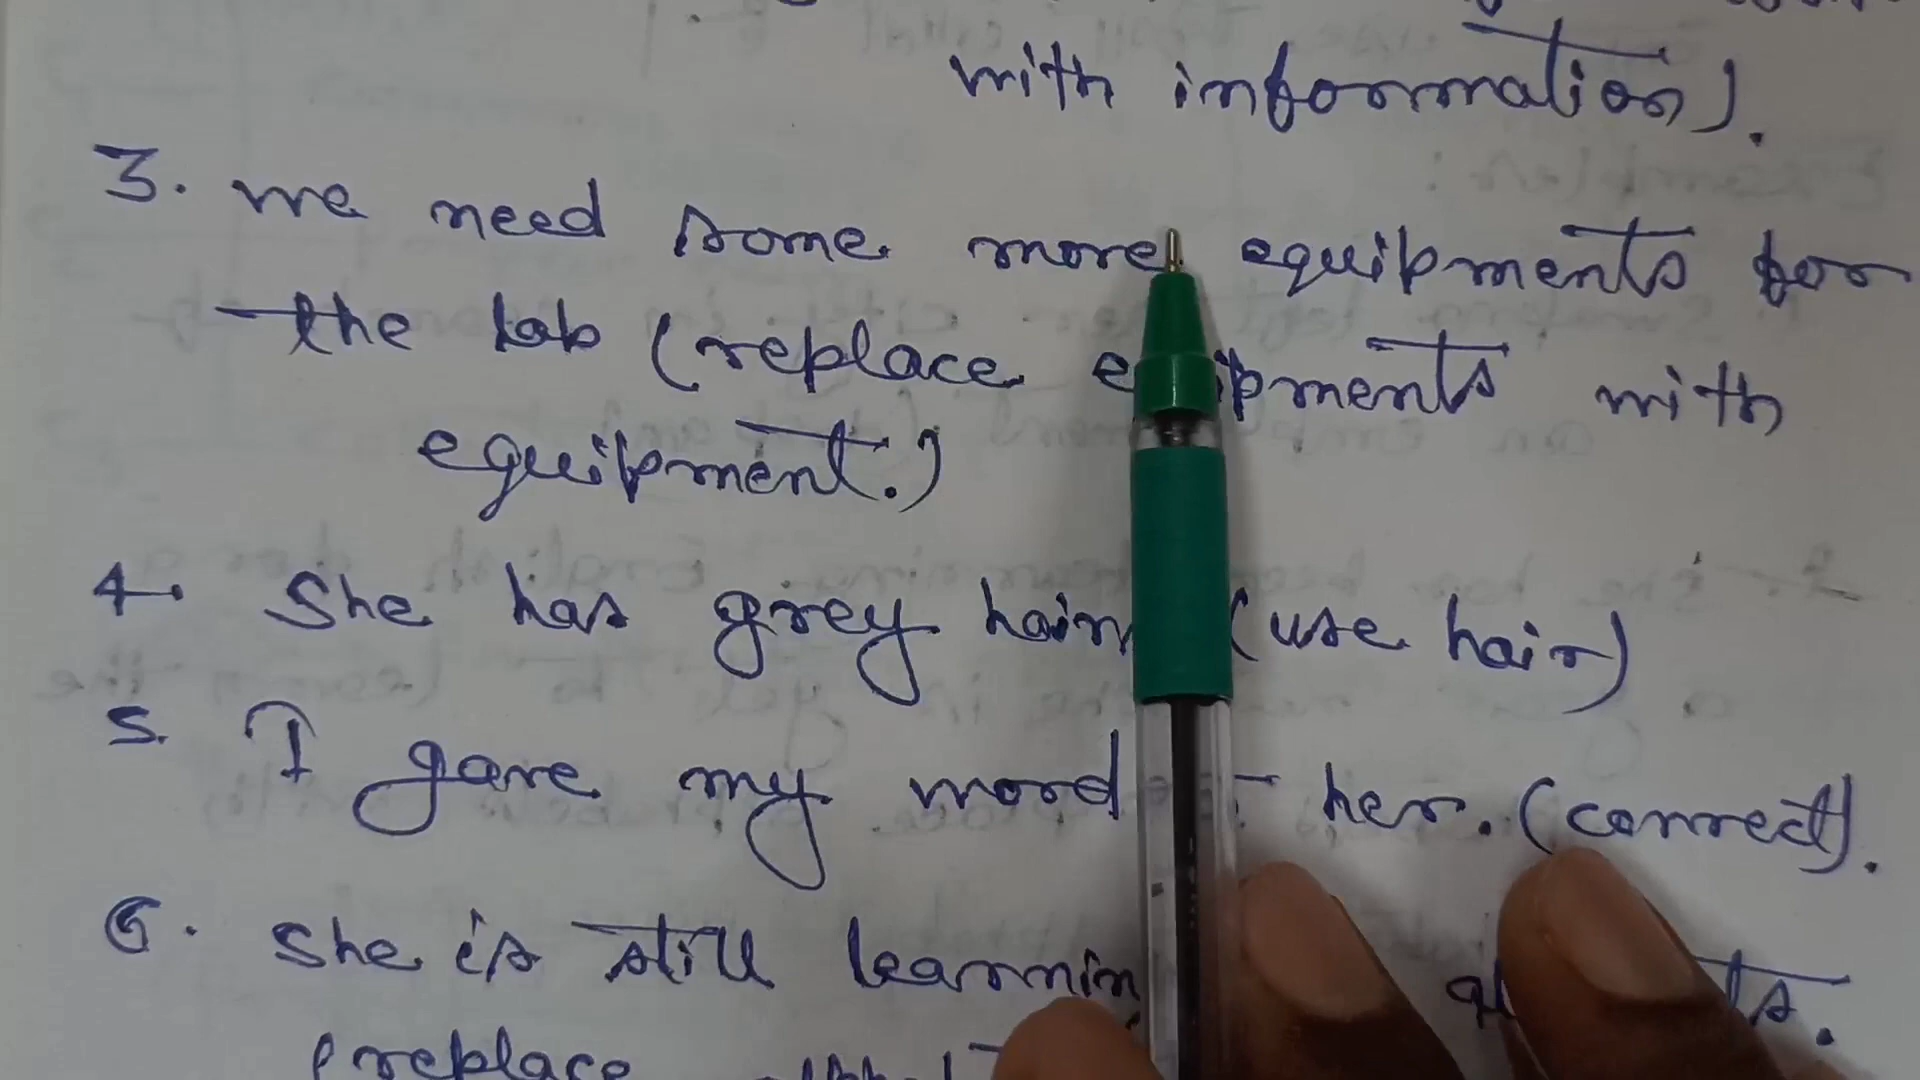 with information).
3. we need some more equipments for
the lab (replace equipments with
equipment.)
4. She has grey hair (use hair)
5. I gave my word her. (correct).
6. She is still learning
(replace